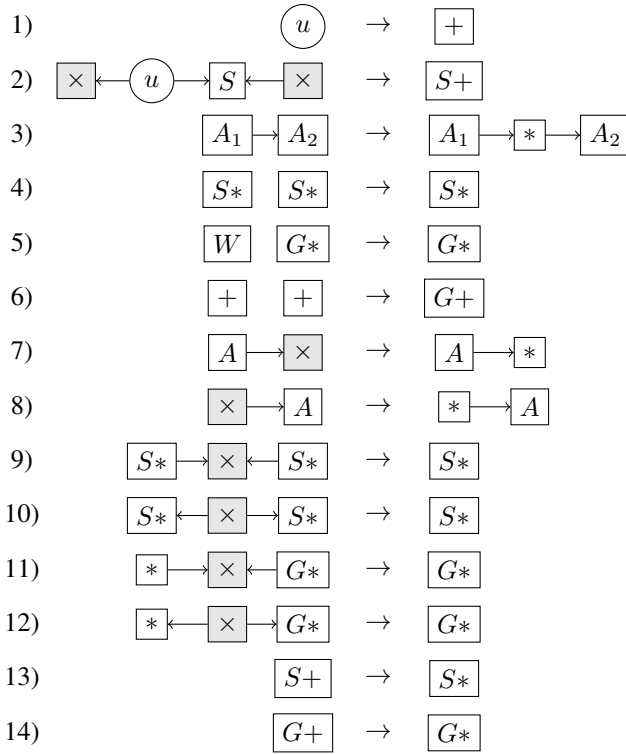 1) u → +
2) × u S × → S+
3) A₁ A₂ → A₁ * A₂
4) S* S* → S*
5) W G* → G*
6) + + → G+
7) A × → A *
8) × A → * A
9) S* × S* → S*
10) S* × S* → S*
11) * × G* → G*
12) * × G* → G*
13) S+ → S*
14) G+ → G*